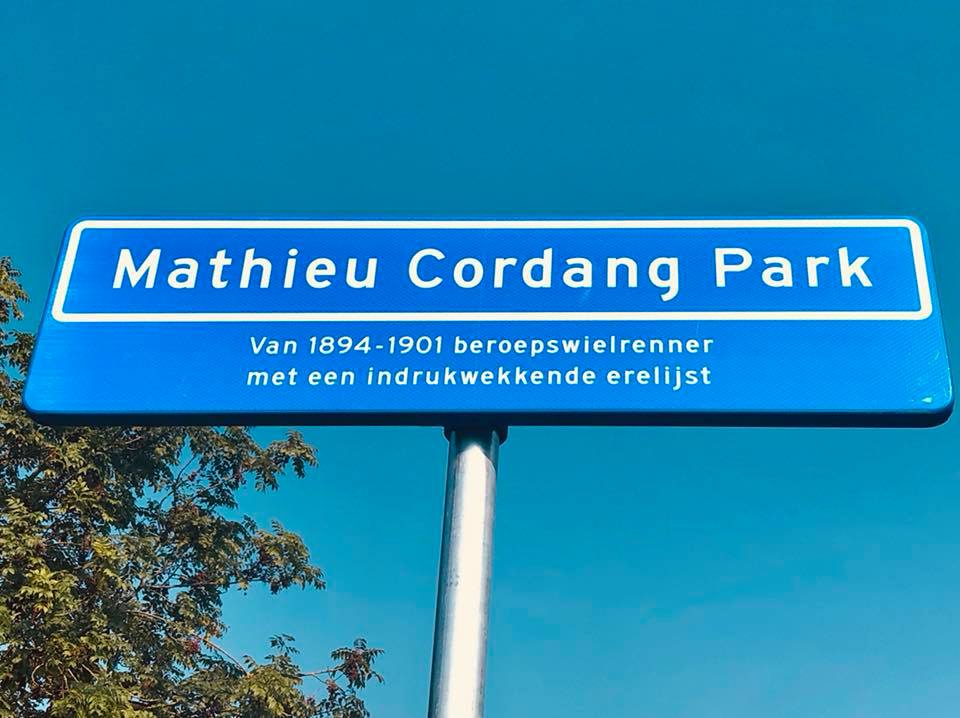 Mathieu Cordang Park
Van 1894-1901 beroepswielrenner
met een indrukwekkende erelijst